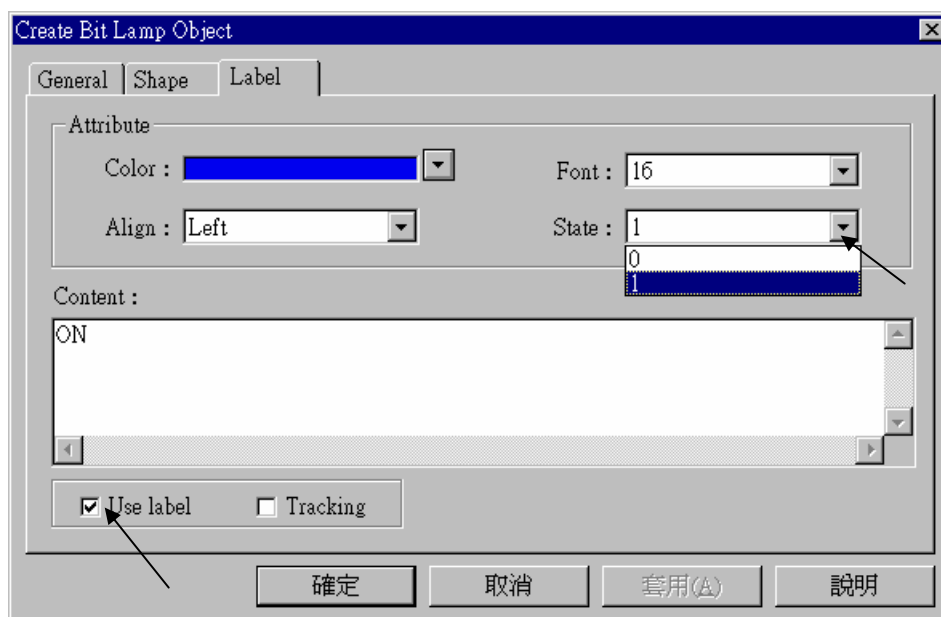 Create Bit Lamp Object
General Shape Label
Attribute
Color : Font : 16
Align : Left State : 1
0
1
Content :
ON
Use label Tracking
確定 取消 套用(A) 說明